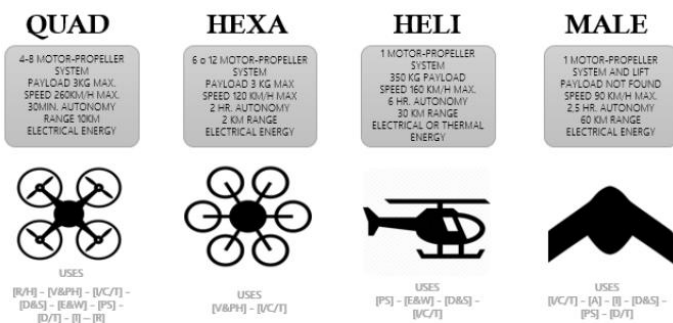 QUAD
4-8 MOTOR-PROPELLER
SYSTEM
PAYLOAD 3KG MAX.
SPEED 260KM/H MAX.
30MIN. AUTONOMY
RANGE 10KM
ELECTRICAL ENERGY
USES
[R/H] - [V&PH] - [I/C/T] -
[D&S] - [E&W] - [PS] -
[D/T] - [I] - [R]
HEXA
6 o 12 MOTOR-PROPELLER
SYSTEM
PAYLOAD 3 KG MAX
SPEED 120 KM/H MAX
2 HR. AUTONOMY
2 KM RANGE
ELECTRICAL ENERGY
USES
[V&PH] - [I/C/T]
HELI
1 MOTOR-PROPELLER
SYSTEM
350 KG PAYLOAD
SPEED 160 KM/H MAX.
6 HR. AUTONOMY
30 KM RANGE
ELECTRICAL OR THERMAL
ENERGY
USES
[PS] - [E&W] - [D&S] -
[I/C/T]
MALE
1 MOTOR-PROPELLER
SYSTEM AND LIFT
PAYLOAD NOT FOUND
SPEED 90 KM/H MAX.
2.5 HR. AUTONOMY
60 KM RANGE
ELECTRICAL ENERGY
USES
[I/C/T] - [A] - [I] - [D&S] -
[PS] - [D/T]